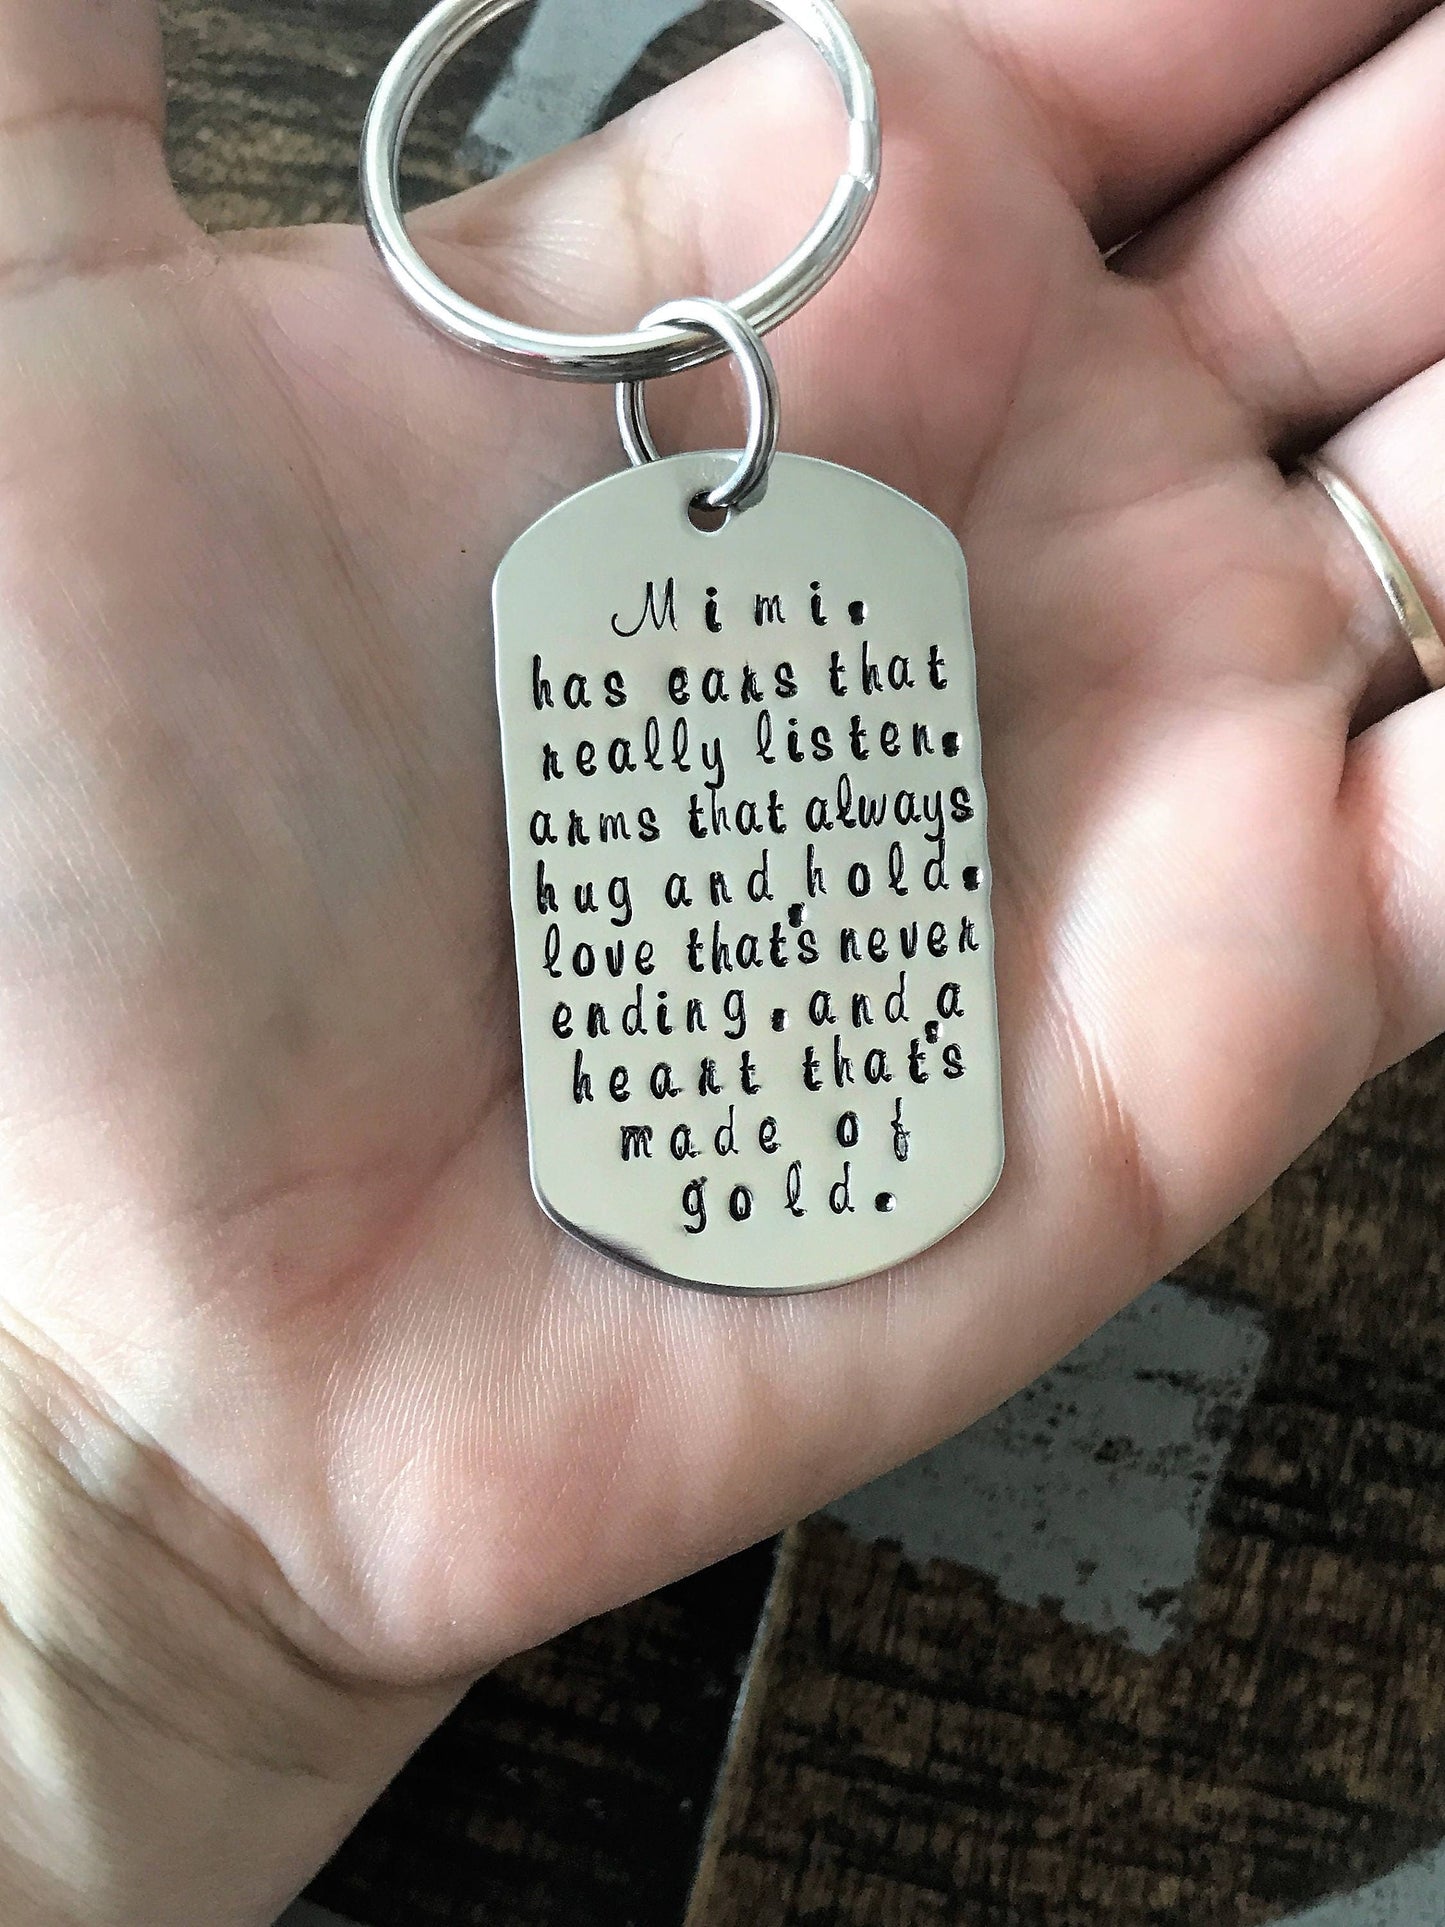 Mimi.
has ears that
really listen.
arms that always
hug and hold.
love that's never
ending. and a
heart that's
made of
gold.